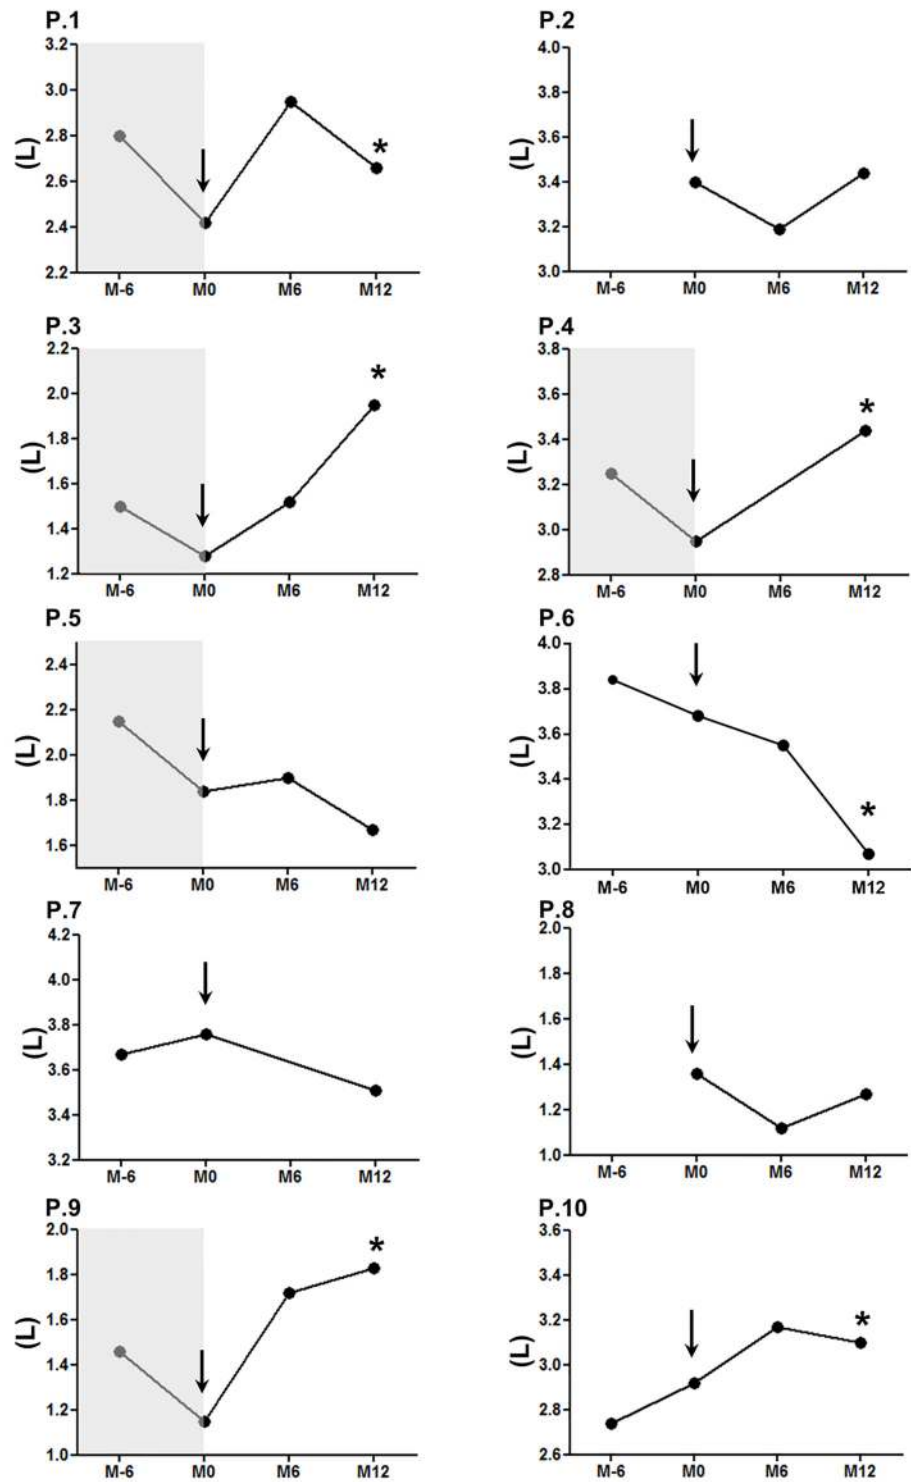 P.1
3.2
3.0
2.8
2.6
2.4
2.2
(L)
*
M-6 M0 M6 M12
P.2
4.0
3.8
3.6
3.4
3.2
3.0
(L)
M-6 M0 M6 M12
P.3
2.2
2.0
1.8
1.6
1.4
1.2
(L)
*
M-6 M0 M6 M12
P.4
3.8
3.6
3.4
3.2
3.0
2.8
(L)
*
M-6 M0 M6 M12
P.5
2.4
2.2
2.0
1.8
1.6
(L)
M-6 M0 M6 M12
P.6
4.0
3.8
3.6
3.4
3.2
3.0
(L)
*
M-6 M0 M6 M12
P.7
4.2
4.0
3.8
3.6
3.4
3.2
(L)
M-6 M0 M6 M12
P.8
2.0
1.8
1.6
1.4
1.2
1.0
(L)
M-6 M0 M6 M12
P.9
2.0
1.8
1.6
1.4
1.2
1.0
(L)
*
M-6 M0 M6 M12
P.10
3.6
3.4
3.2
3.0
2.8
2.6
(L)
*
M-6 M0 M6 M12